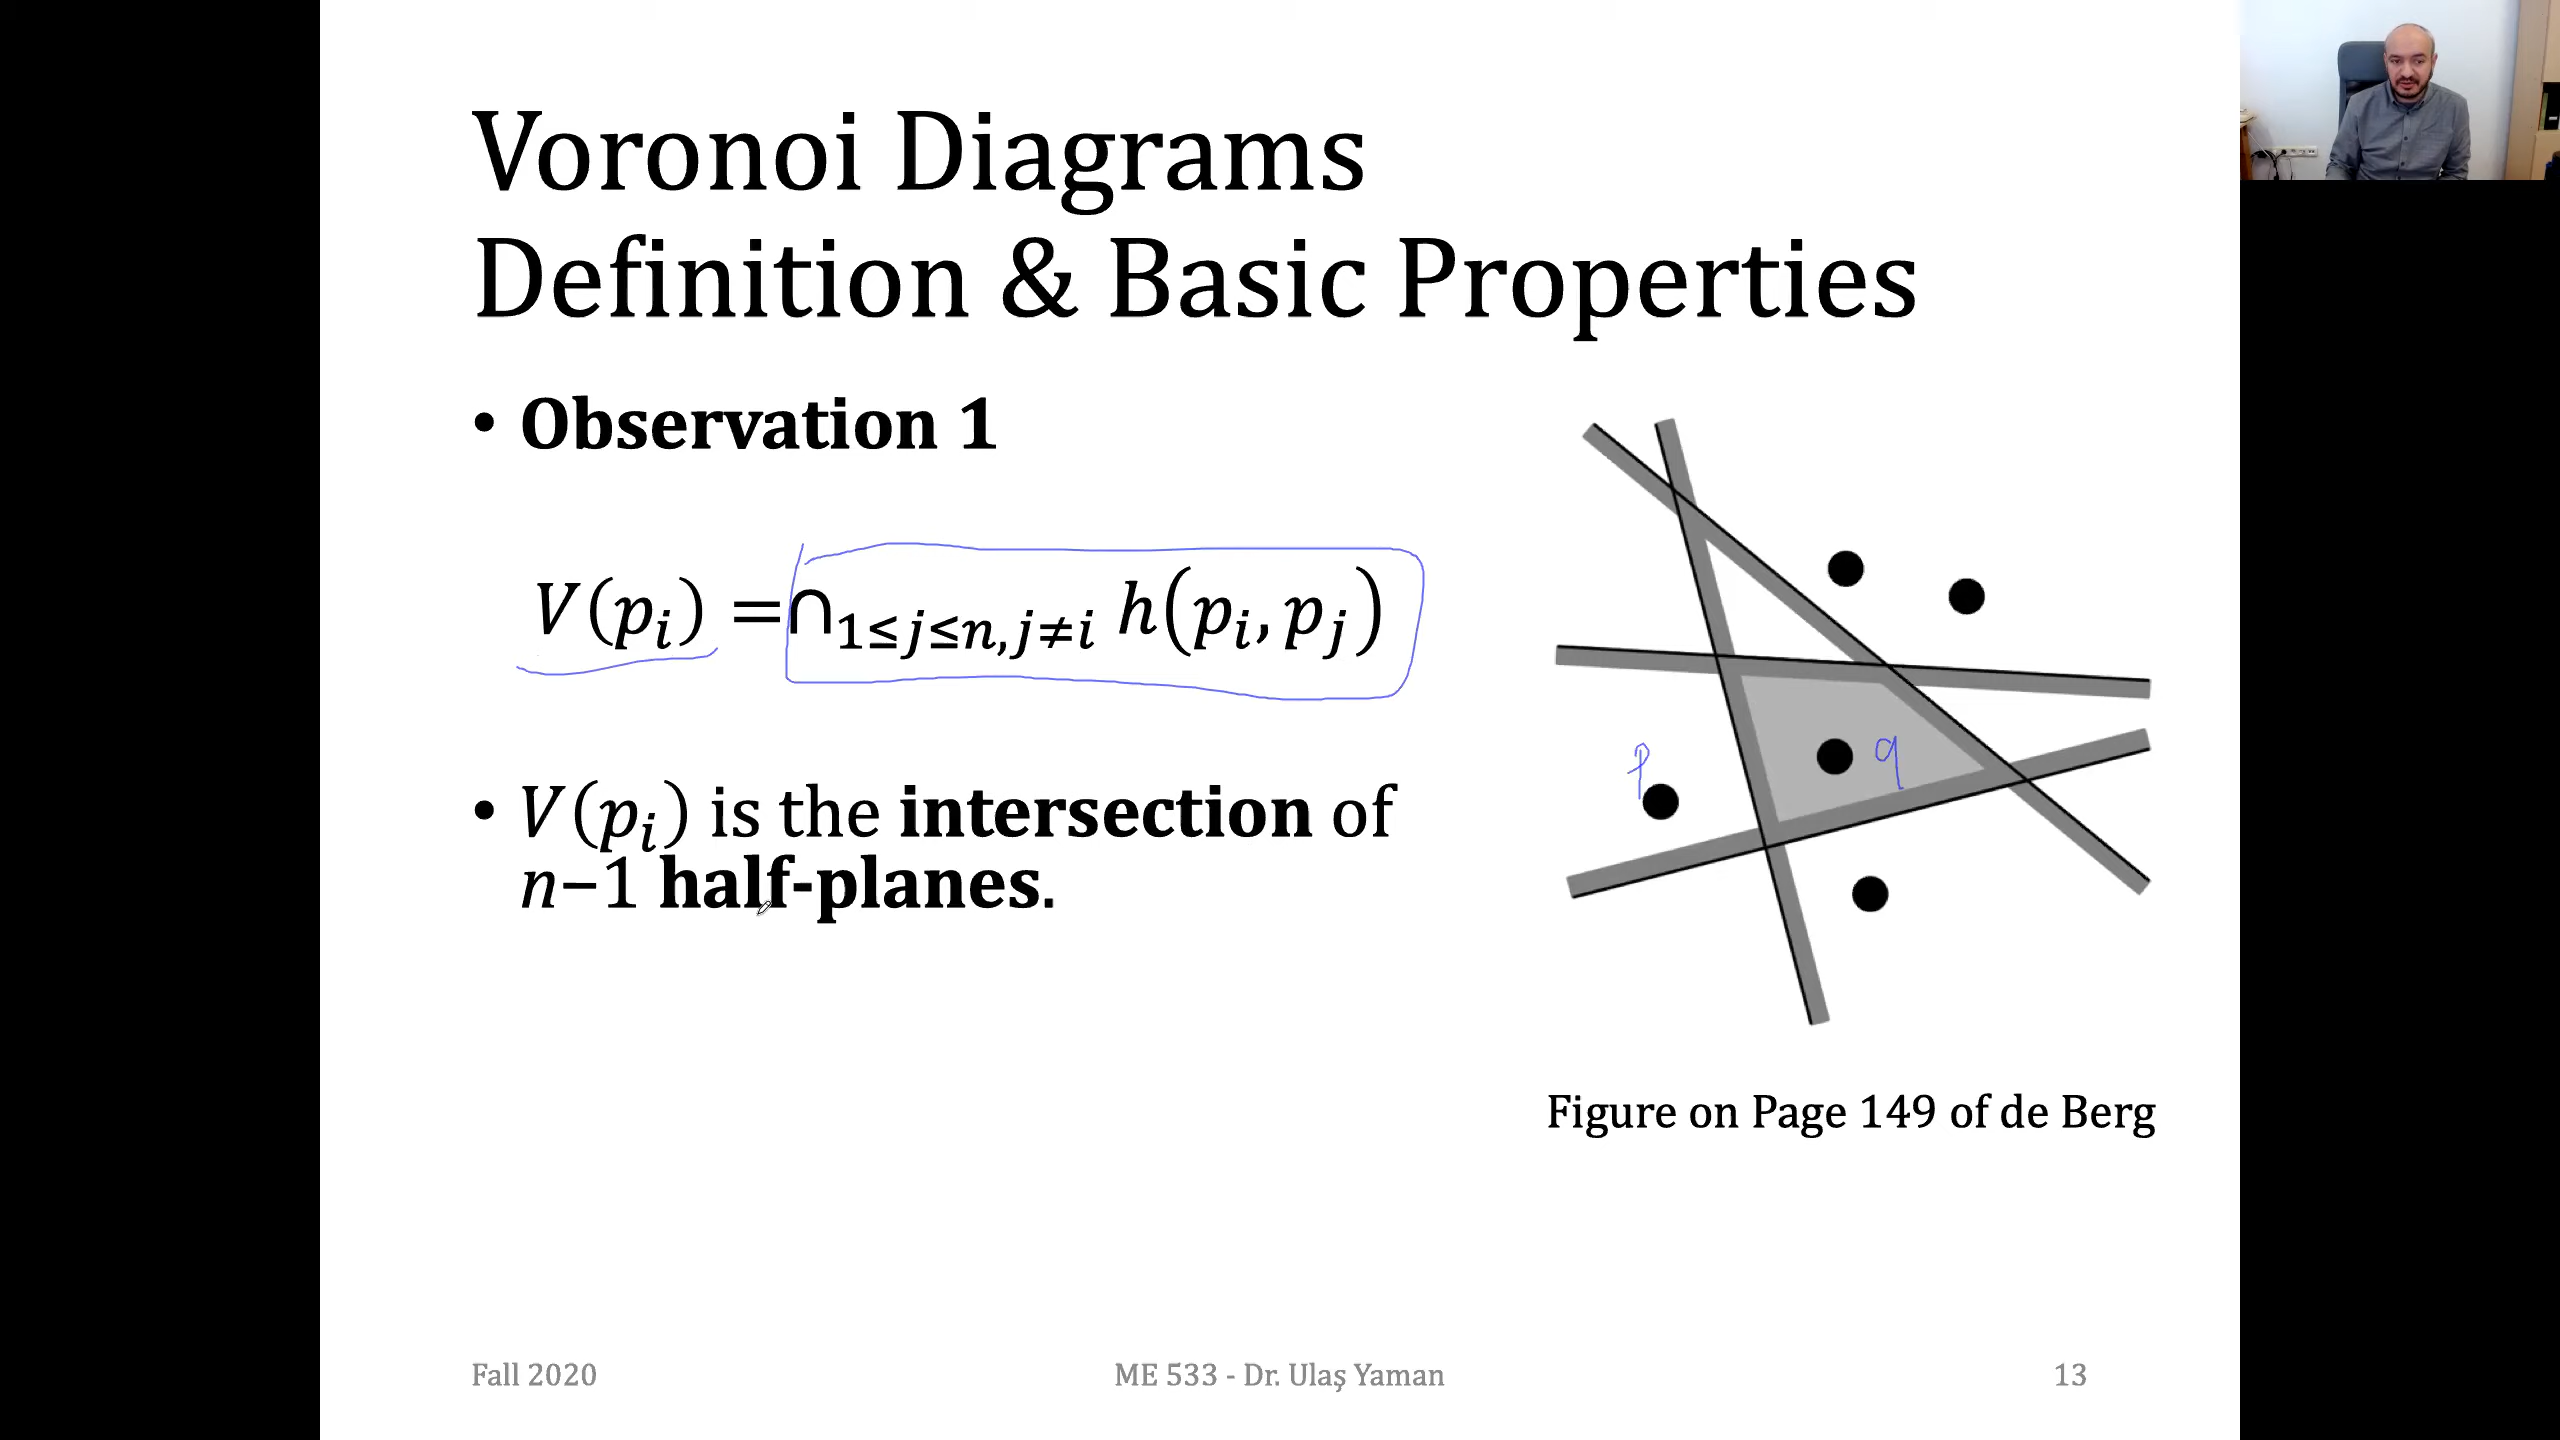 Voronoi Diagrams
Definition & Basic Properties
• Observation 1
V(pᵢ) =∩₁≤ⱼ≤ₙ,ⱼ≠ᵢ h(pᵢ, pⱼ)
• V(pᵢ) is the intersection of
n−1 half-planes.
p
q
Figure on Page 149 of de Berg
Fall 2020
ME 533 - Dr. Ulaş Yaman
13